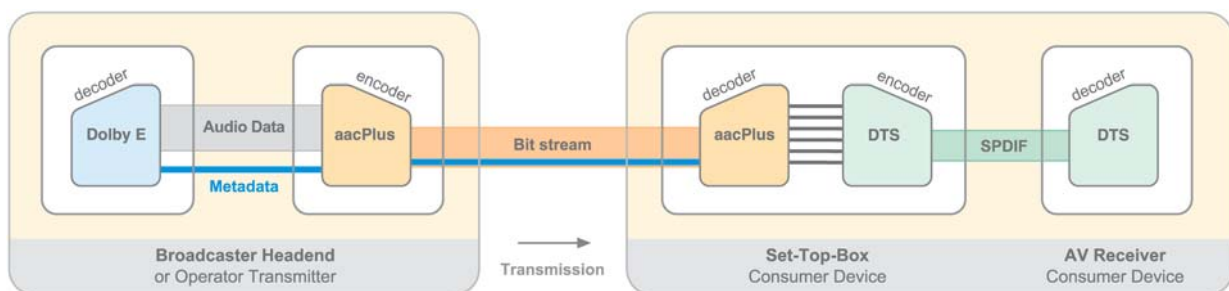 decoder
Dolby E
Audio Data
Metadata
encoder
aacPlus
Bit stream
decoder
aacPlus
encoder
DTS
SPDIF
decoder
DTS
Broadcaster Headend
or Operator Transmitter
Transmission
Set-Top-Box
Consumer Device
AV Receiver
Consumer Device